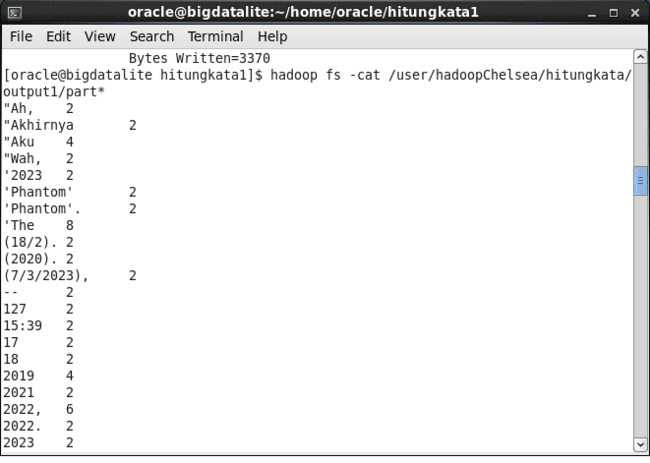 oracle@bigdatalite:~/home/oracle/hitungkata1
File Edit View Search Terminal Help
Bytes Written=3370
[oracle@bigdatalite hitungkata1]$ hadoop fs -cat /user/hadoopChelsea/hitungkata/
output1/part*
"Ah, 2
"Akhirnya 2
"Aku 4
"Wah, 2
'2023 2
'Phantom' 2
'Phantom'. 2
'The 8
(18/2). 2
(2020). 2
(7/3/2023), 2
-- 2
127 2
15:39 2
17 2
18 2
2019 4
2021 2
2022, 6
2022. 2
2023 2